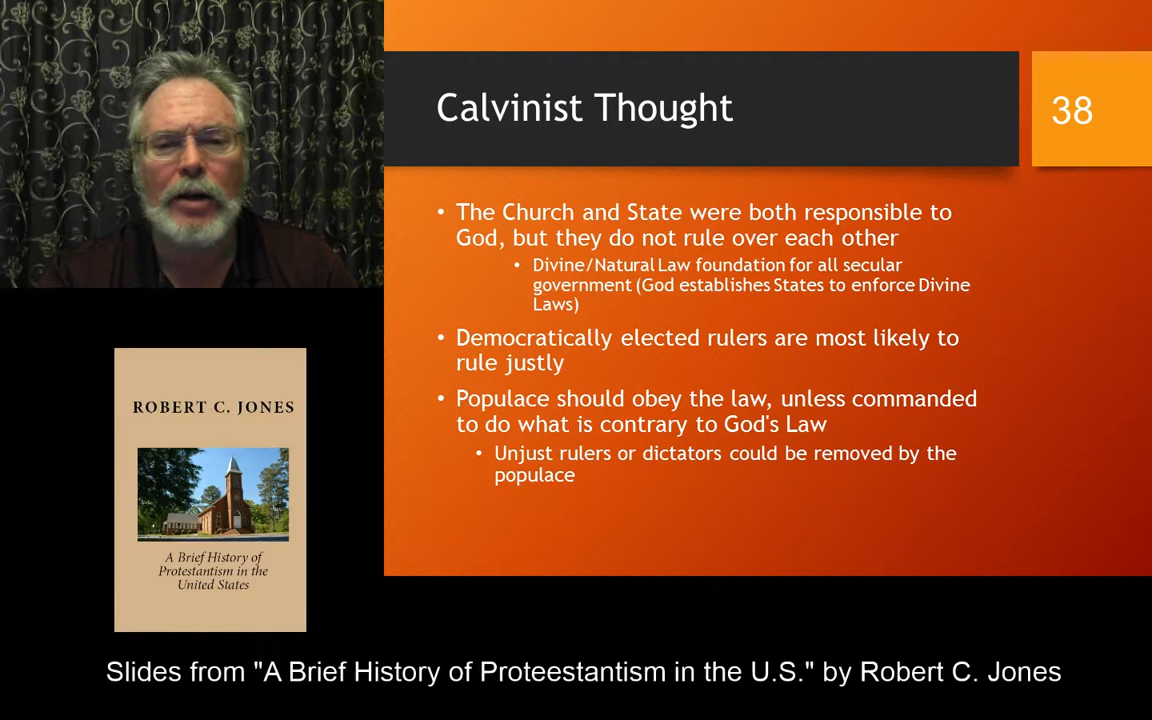 Calvinist Thought
38
• The Church and State were both responsible to
God, but they do not rule over each other
• Divine/Natural Law foundation for all secular
government (God establishes States to enforce Divine
Laws)
• Democratically elected rulers are most likely to
rule justly
• Populace should obey the law, unless commanded
to do what is contrary to God's Law
• Unjust rulers or dictators could be removed by the
populace
ROBERT C. JONES
A Brief History of
Protestantism in the
United States
Slides from "A Brief History of Proteestantism in the U.S." by Robert C. Jones